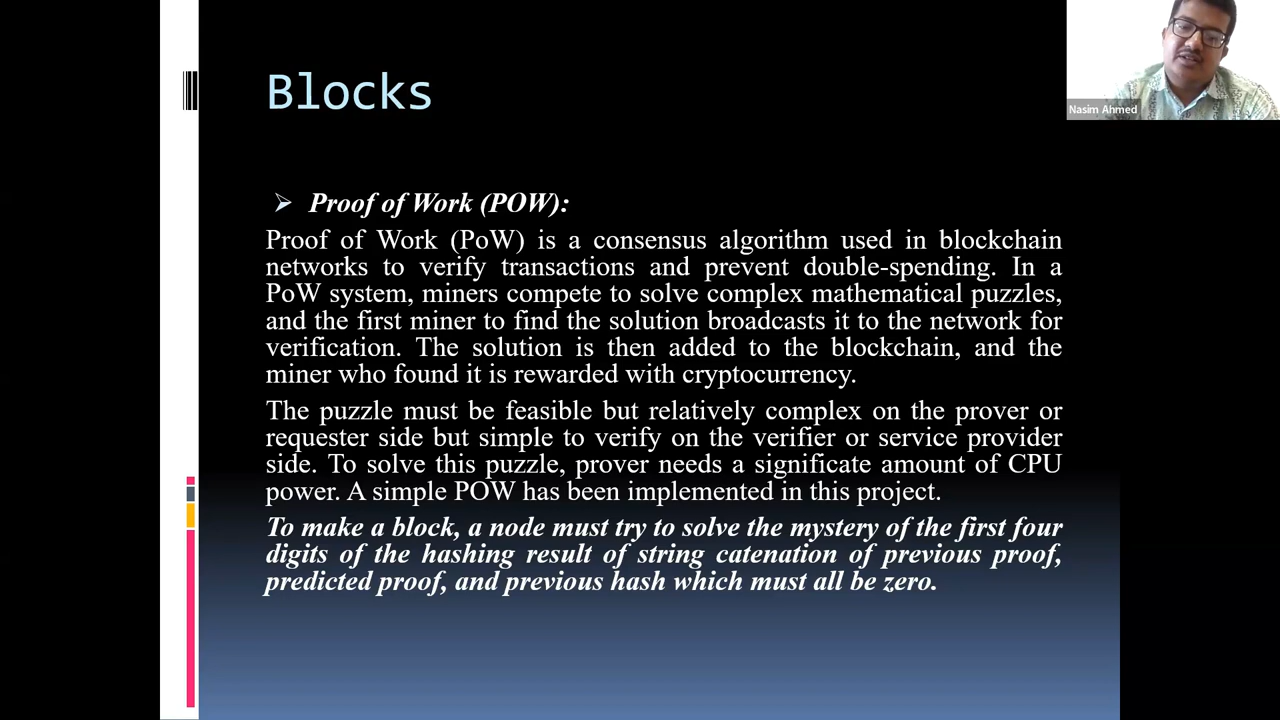 Blocks
Nasim Ahmed
➢ Proof of Work (POW):
Proof of Work (PoW) is a consensus algorithm used in blockchain
networks to verify transactions and prevent double-spending. In a
PoW system, miners compete to solve complex mathematical puzzles,
and the first miner to find the solution broadcasts it to the network for
verification. The solution is then added to the blockchain, and the
miner who found it is rewarded with cryptocurrency.
The puzzle must be feasible but relatively complex on the prover or
requester side but simple to verify on the verifier or service provider
side. To solve this puzzle, prover needs a significate amount of CPU
power. A simple POW has been implemented in this project.
To make a block, a node must try to solve the mystery of the first four
digits of the hashing result of string catenation of previous proof,
predicted proof, and previous hash which must all be zero.